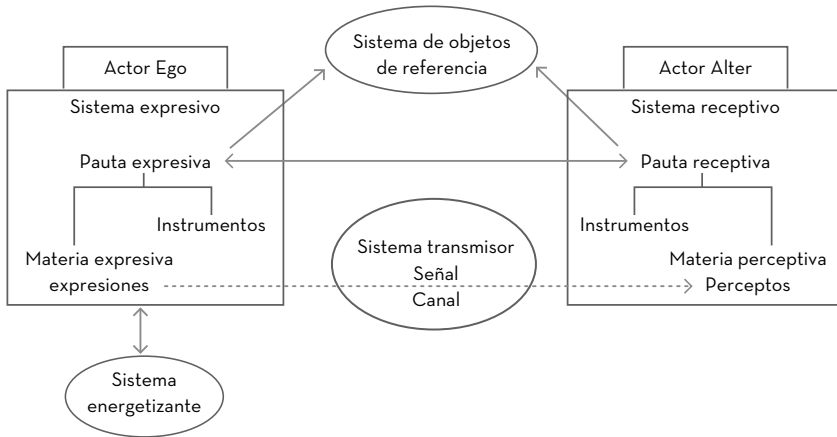 Sistema de objetos
de referencia
Actor Ego
Actor Alter
Sistema expresivo
Sistema receptivo
Pauta expresiva
Pauta receptiva
Instrumentos
Instrumentos
Sistema transmisor
Señal
Canal
Materia expresiva
expresiones
Materia perceptiva
Perceptos
Sistema
energetizante